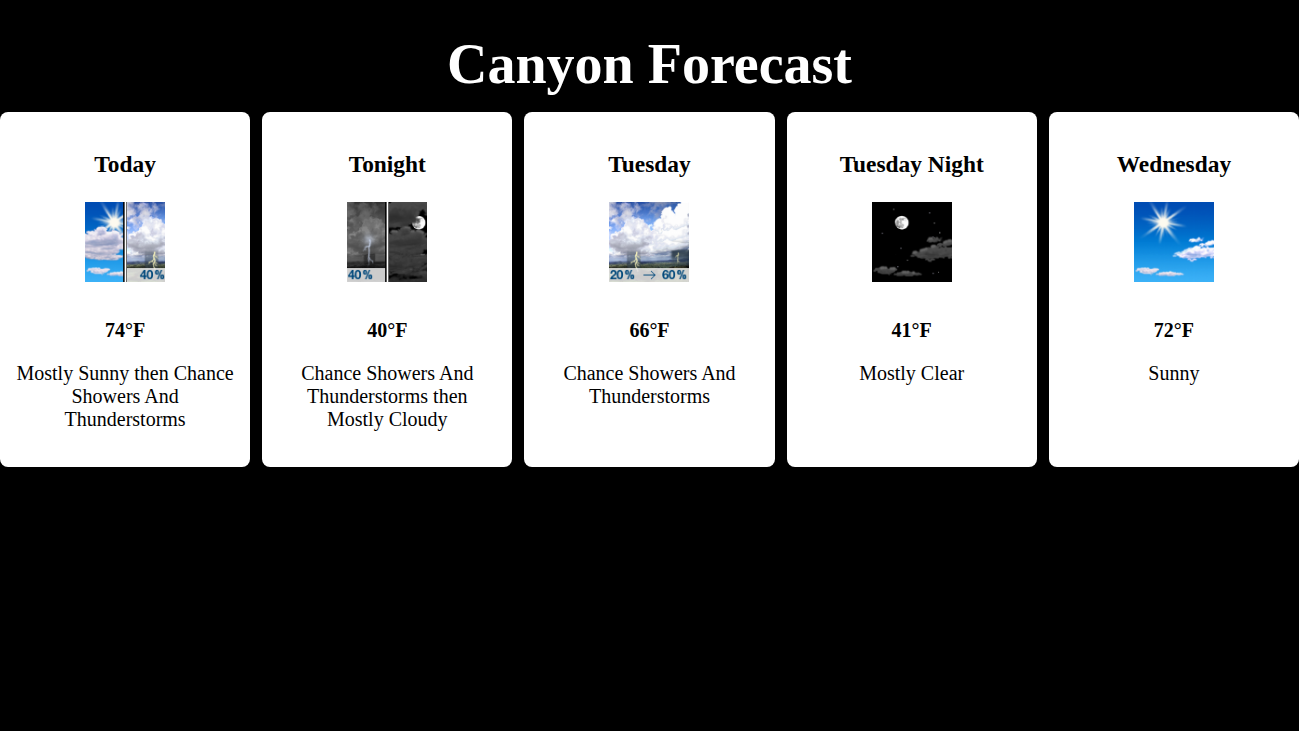 Canyon Forecast
Today
40%
74°F
Mostly Sunny then Chance
Showers And
Thunderstorms
Tonight
40%
40°F
Chance Showers And
Thunderstorms then
Mostly Cloudy
Tuesday
20% → 60%
66°F
Chance Showers And
Thunderstorms
Tuesday Night
41°F
Mostly Clear
Wednesday
72°F
Sunny